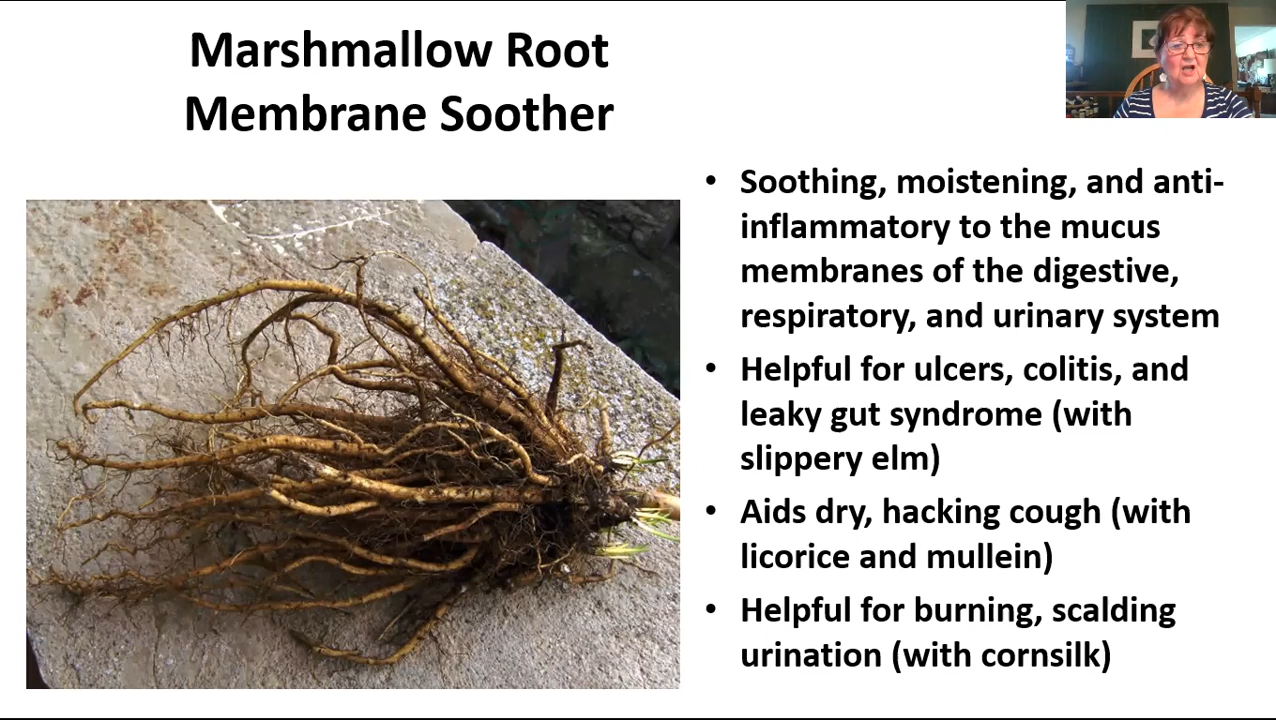 Marshmallow Root
Membrane Soother
• Soothing, moistening, and anti-
inflammatory to the mucus
membranes of the digestive,
respiratory, and urinary system
• Helpful for ulcers, colitis, and
leaky gut syndrome (with
slippery elm)
• Aids dry, hacking cough (with
licorice and mullein)
• Helpful for burning, scalding
urination (with cornsilk)